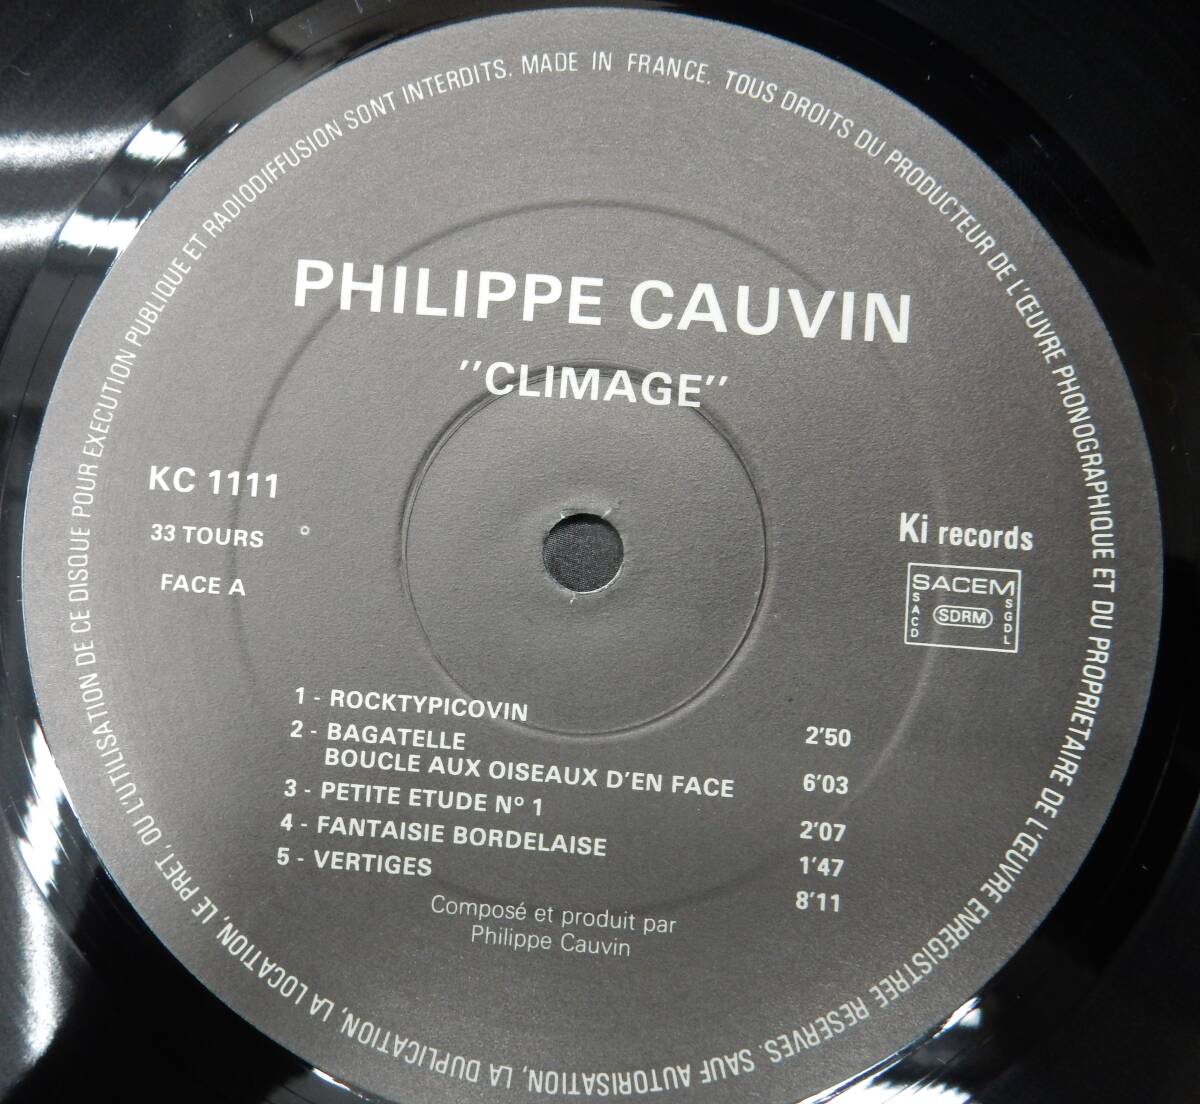 TOUS DROITS DU PRODUCTEUR DE L'ŒUVRE PHONOGRAPHIQUE ET DU PROPRIETAIRE DE L'ŒUVRE ENREGISTREE RESERVES. SAUF AUTORISATION, LA DUPLICATION, LA LOCATION, LE PRET, OU L'UTILISATION DE CE DISQUE POUR EXECUTION PUBLIQUE ET RADIODIFFUSION SONT INTERDITS. MADE IN FRANCE.
PHILIPPE CAUVIN
"CLIMAGE"
KC 1111
33 TOURS
FACE A
Ki records
SACEM
SACD
SDRM
SGDL
1 - ROCKTYPICOVIN 2'50
2 - BAGATELLE
BOUCLE AUX OISEAUX D'EN FACE 6'03
3 - PETITE ETUDE Nº 1 2'07
4 - FANTAISIE BORDELAISE 1'47
5 - VERTIGES 8'11
Composé et produit par
Philippe Cauvin